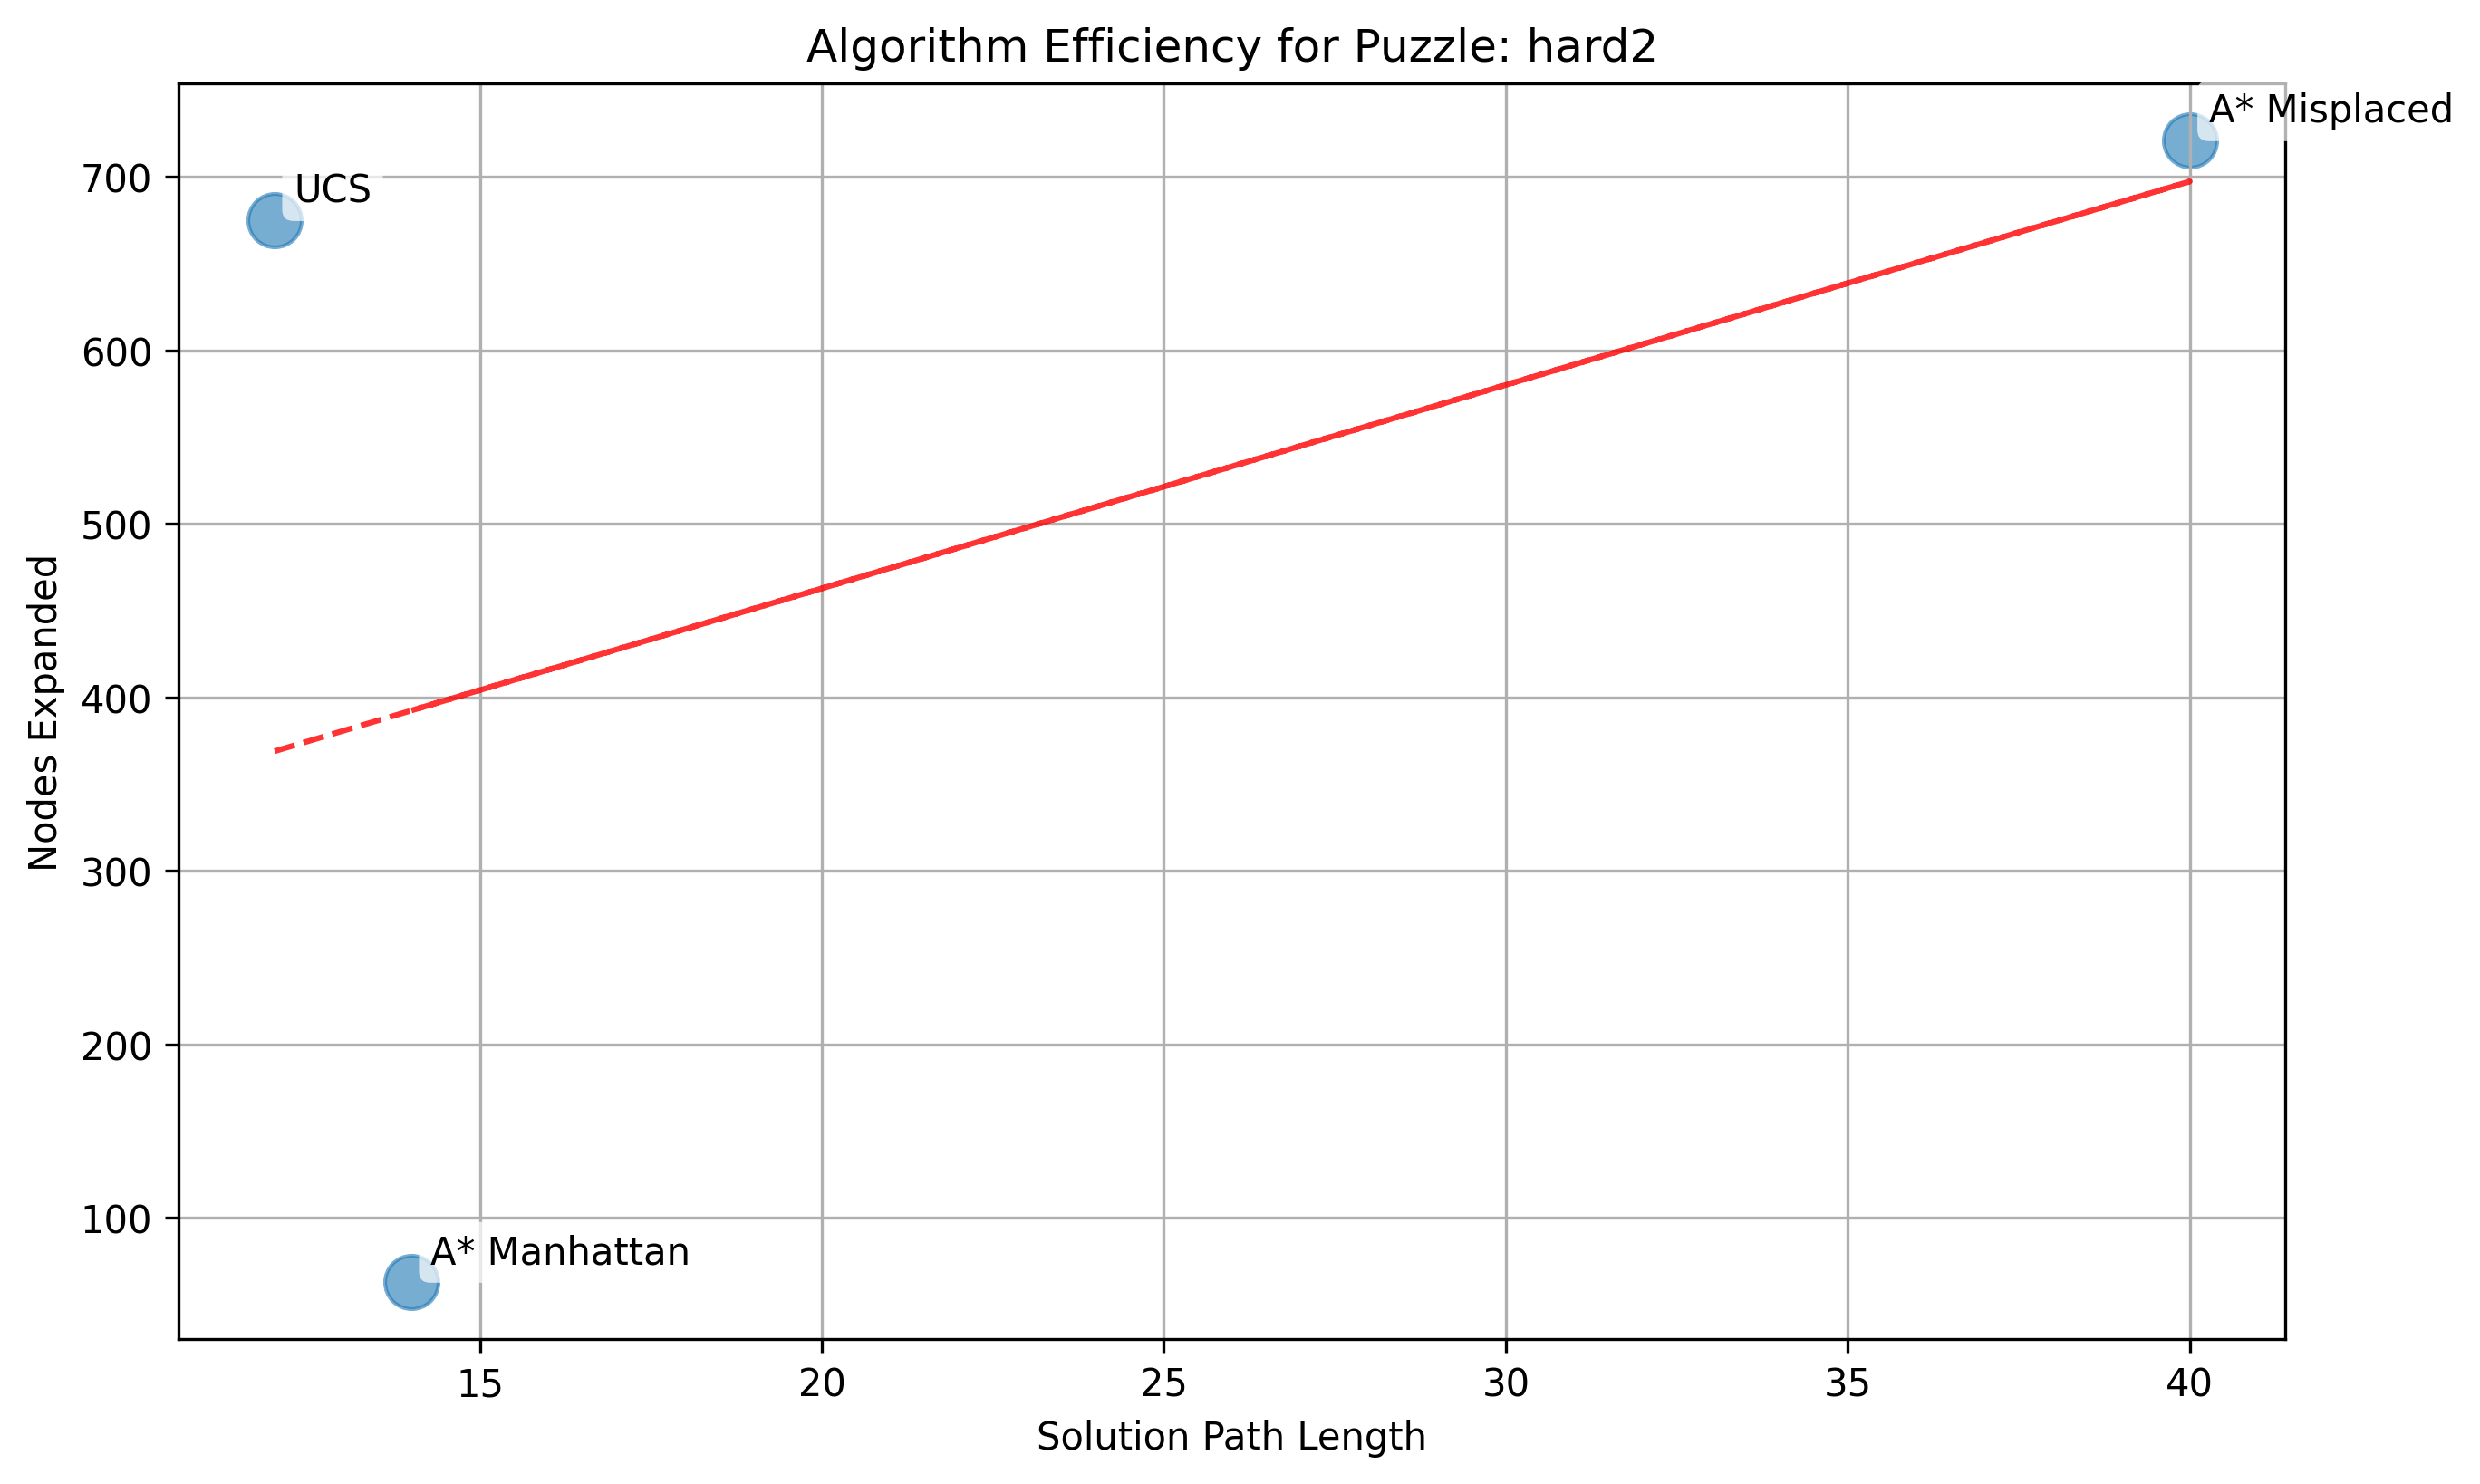 Algorithm Efficiency for Puzzle: hard2
A* Misplaced
UCS
A* Manhattan
Nodes Expanded
700
600
500
400
300
200
100
15 20 25 30 35 40
Solution Path Length